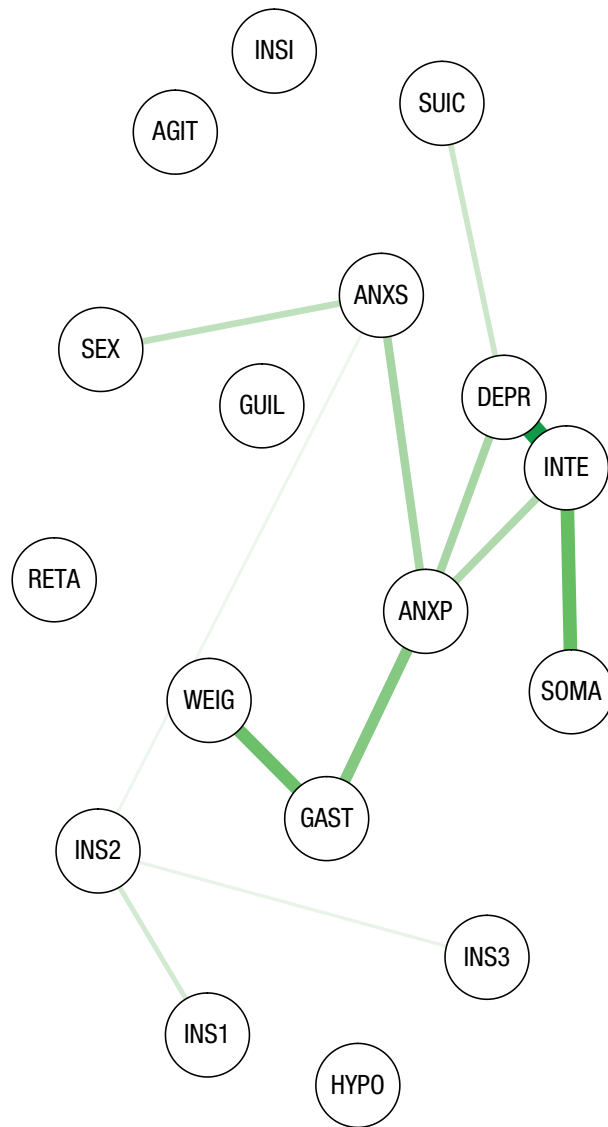 INSI
SUIC
AGIT
ANXS
SEX
DEPR
GUIL
INTE
RETA
ANXP
WEIG
SOMA
GAST
INS2
INS3
INS1
HYPO